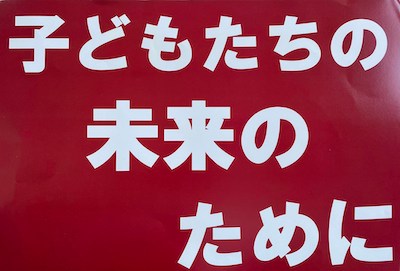 子どもたちの
未来の
ために